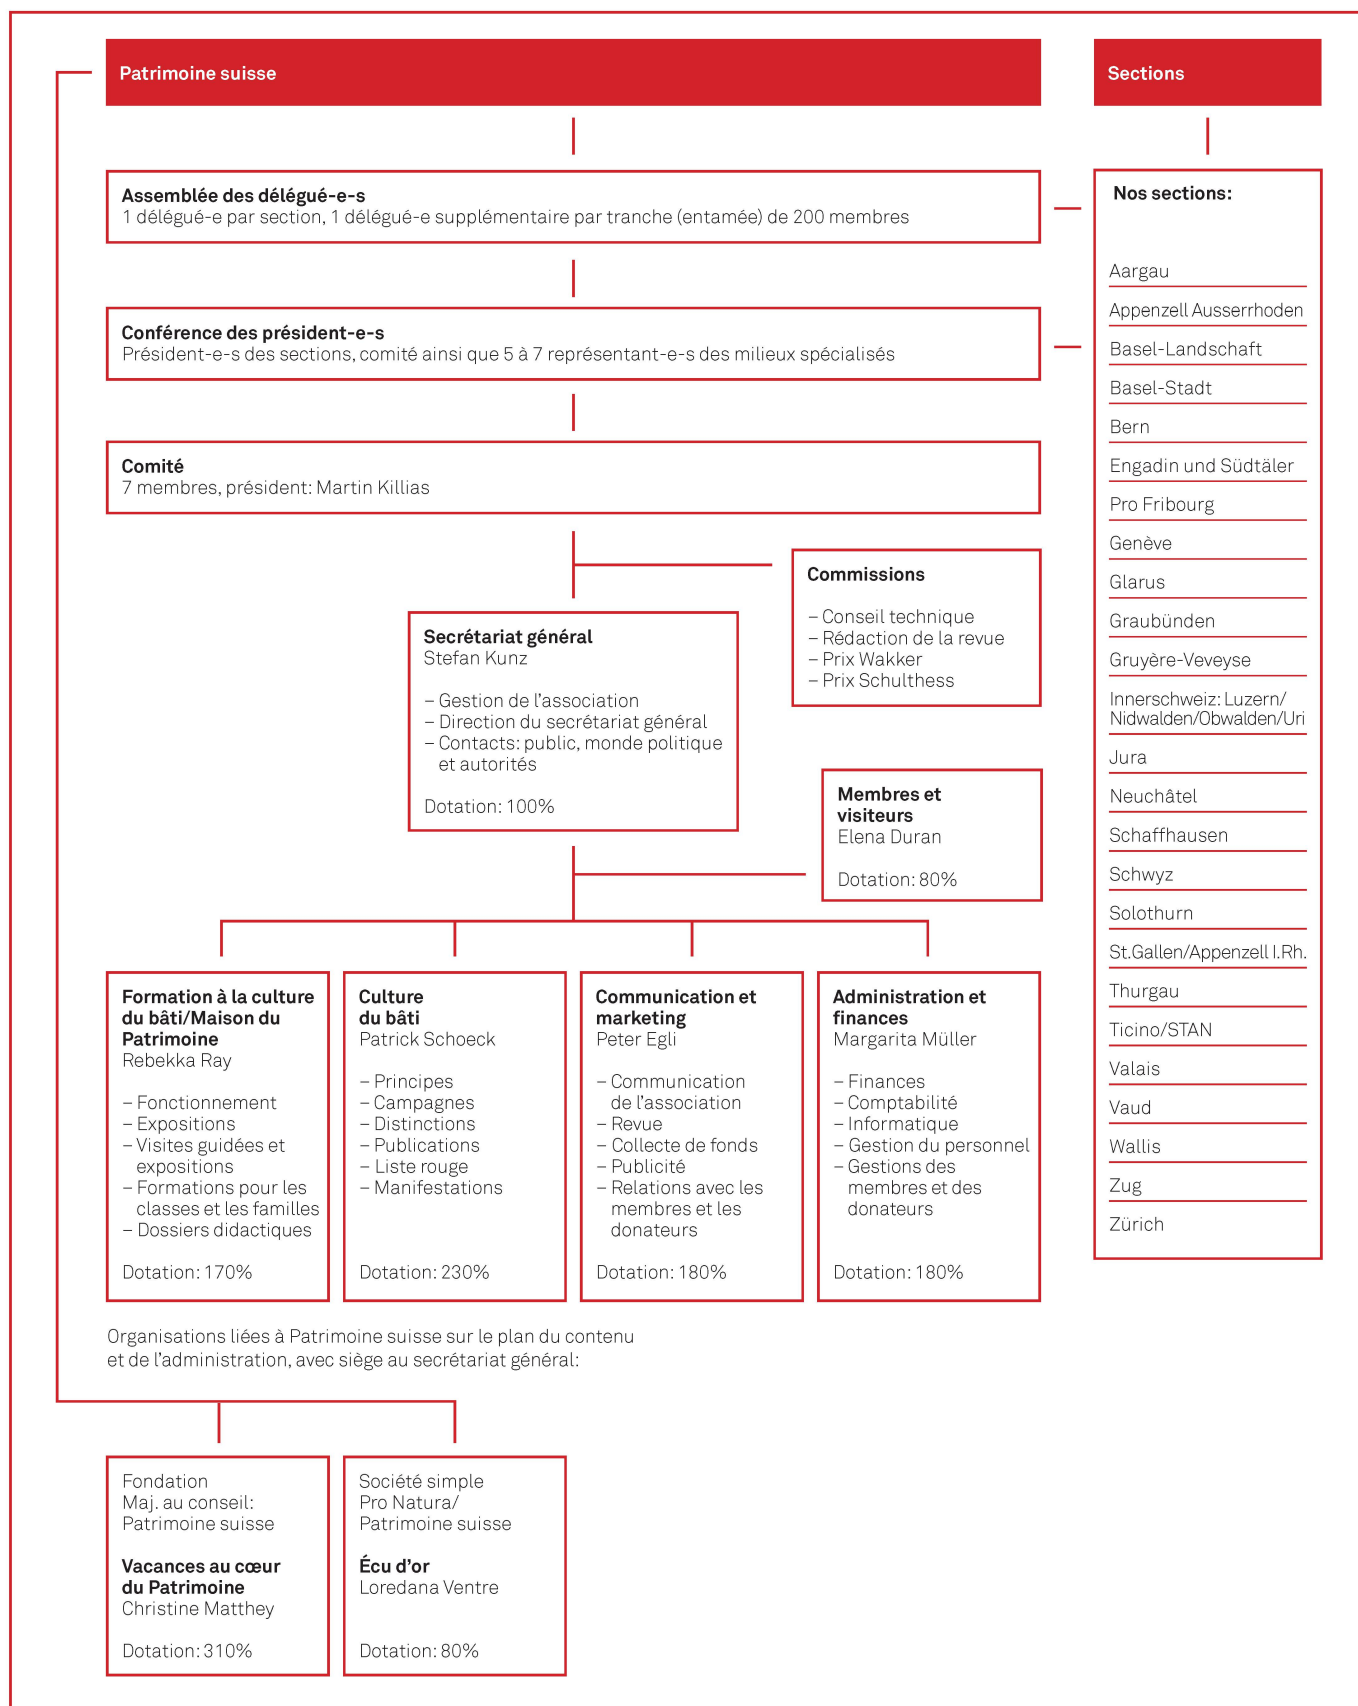 Patrimoine suisse
Assemblée des délégué-e-s
1 délégué-e par section, 1 délégué-e supplémentaire par tranche (entamée) de 200 membres
Conférence des président-e-s
Président-e-s des sections, comité ainsi que 5 à 7 représentant-e-s des milieux spécialisés
Comité
7 membres, président: Martin Killias
Commissions
– Conseil technique
– Rédaction de la revue
– Prix Wakker
– Prix Schulthess
Secrétariat général
Stefan Kunz
– Gestion de l'association
– Direction du secrétariat général
– Contacts: public, monde politique
et autorités
Dotation: 100%
Membres et
visiteurs
Elena Duran
Dotation: 80%
Formation à la culture
du bâti/Maison du
Patrimoine
Rebekka Ray
– Fonctionnement
– Expositions
– Visites guidées et
expositions
– Formations pour les
classes et les familles
– Dossiers didactiques
Dotation: 170%
Culture
du bâti
Patrick Schoeck
– Principes
– Campagnes
– Distinctions
– Publications
– Liste rouge
– Manifestations
Dotation: 230%
Communication et
marketing
Peter Egli
– Communication
de l'association
– Revue
– Collecte de fonds
– Publicité
– Relations avec les
membres et les
donateurs
Dotation: 180%
Administration et
finances
Margarita Müller
– Finances
– Comptabilité
– Informatique
– Gestion du personnel
– Gestions des
membres et des
donateurs
Dotation: 180%
Organisations liées à Patrimoine suisse sur le plan du contenu
et de l'administration, avec siège au secrétariat général:
Fondation
Maj. au conseil:
Patrimoine suisse
Vacances au cœur
du Patrimoine
Christine Matthey
Dotation: 310%
Société simple
Pro Natura/
Patrimoine suisse
Écu d'or
Loredana Ventre
Dotation: 80%
Sections
Nos sections:
Aargau
Appenzell Ausserrhoden
Basel-Landschaft
Basel-Stadt
Bern
Engadin und Südtäler
Pro Fribourg
Genève
Glarus
Graubünden
Gruyère-Veveyse
Innerschweiz: Luzern/
Nidwalden/Obwalden/Uri
Jura
Neuchâtel
Schaffhausen
Schwyz
Solothurn
St.Gallen/Appenzell I.Rh.
Thurgau
Ticino/STAN
Valais
Vaud
Wallis
Zug
Zürich